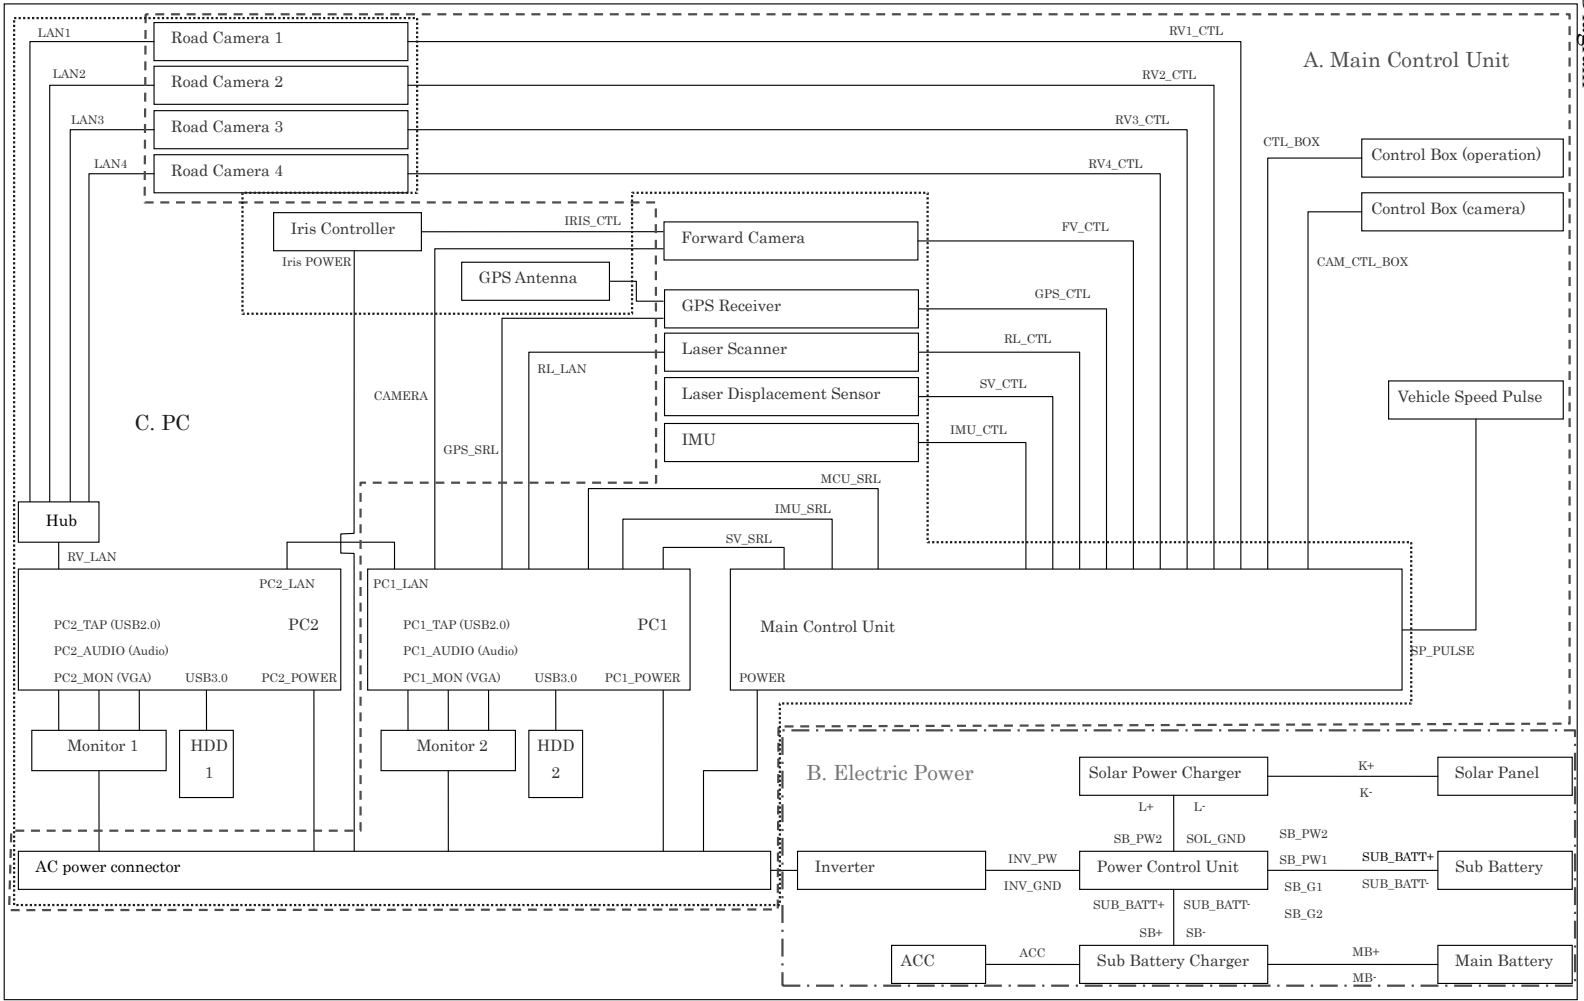 LAN1
Road Camera 1
RV1_CTL
A. Main Control Unit
LAN2
Road Camera 2
RV2_CTL
LAN3
Road Camera 3
RV3_CTL
CTL_BOX
Control Box (operation)
LAN4
Road Camera 4
RV4_CTL
Control Box (camera)
Iris Controller
IRIS_CTL
Forward Camera
FV_CTL
Iris POWER
CAM_CTL_BOX
GPS Antenna
GPS Receiver
GPS_CTL
Laser Scanner
RL_CTL
RL_LAN
CAMERA
Laser Displacement Sensor
SV_CTL
Vehicle Speed Pulse
C. PC
IMU
IMU_CTL
GPS_SRL
MCU_SRL
IMU_SRL
SV_SRL
Hub
RV_LAN
PC2_LAN
PC1_LAN
PC2_TAP (USB2.0)
PC2
PC1_TAP (USB2.0)
PC1
Main Control Unit
PC2_AUDIO (Audio)
PC1_AUDIO (Audio)
SP_PULSE
PC2_MON (VGA)
USB3.0
PC2_POWER
PC1_MON (VGA)
USB3.0
PC1_POWER
POWER
Monitor 1
HDD
1
Monitor 2
HDD
2
B. Electric Power
Solar Power Charger
K+
K-
Solar Panel
L+
L-
SB_PW2
SOL_GND
SB_PW2
AC power connector
Inverter
INV_PW
INV_GND
Power Control Unit
SB_PW1
SB_G1
SB_G2
SUB_BATT+
SUB_BATT-
Sub Battery
SUB_BATT+
SUB_BATT-
SB+
SB-
ACC
ACC
Sub Battery Charger
MB+
MB-
Main Battery